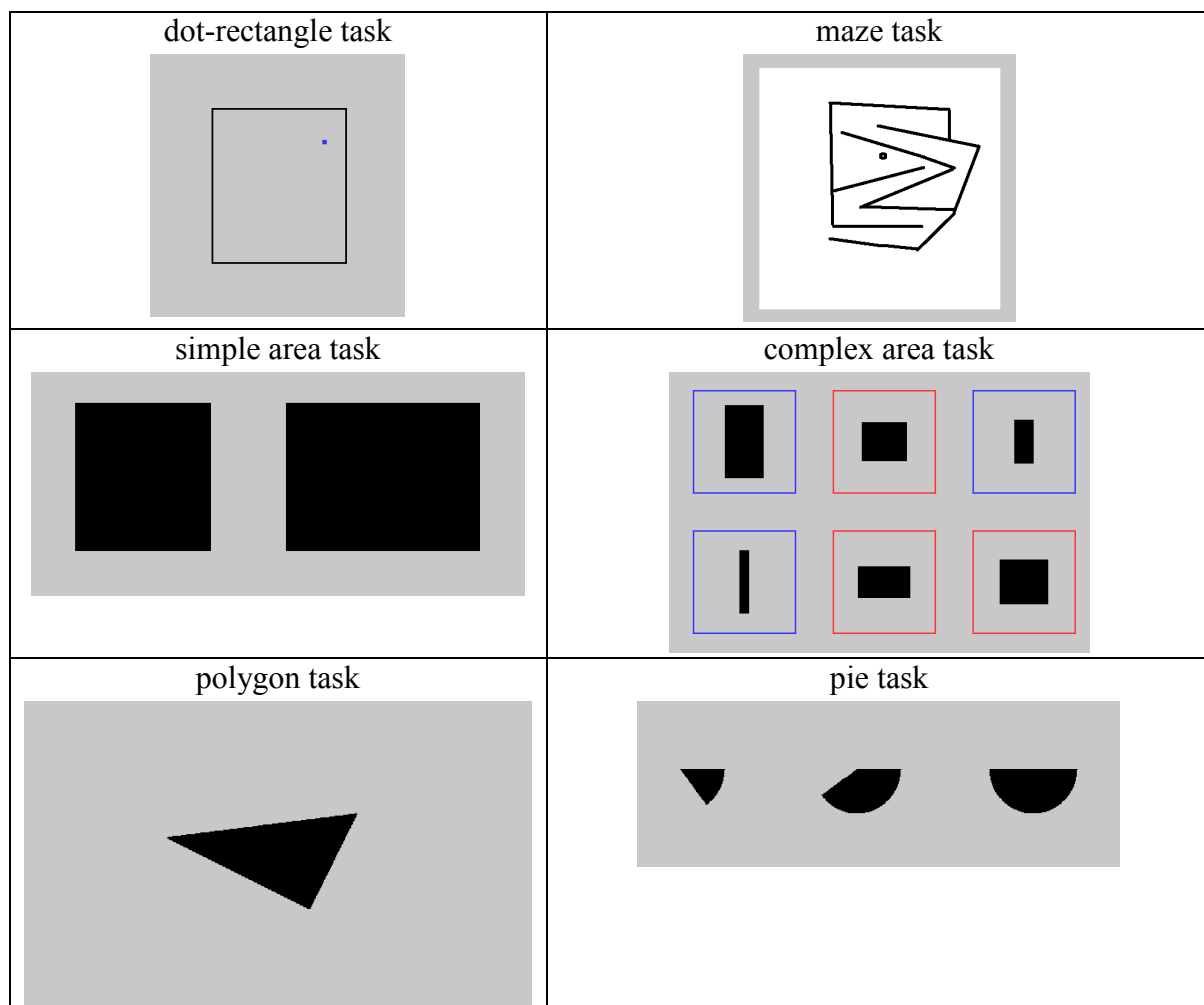 dot-rectangle task
maze task
simple area task
complex area task
polygon task
pie task